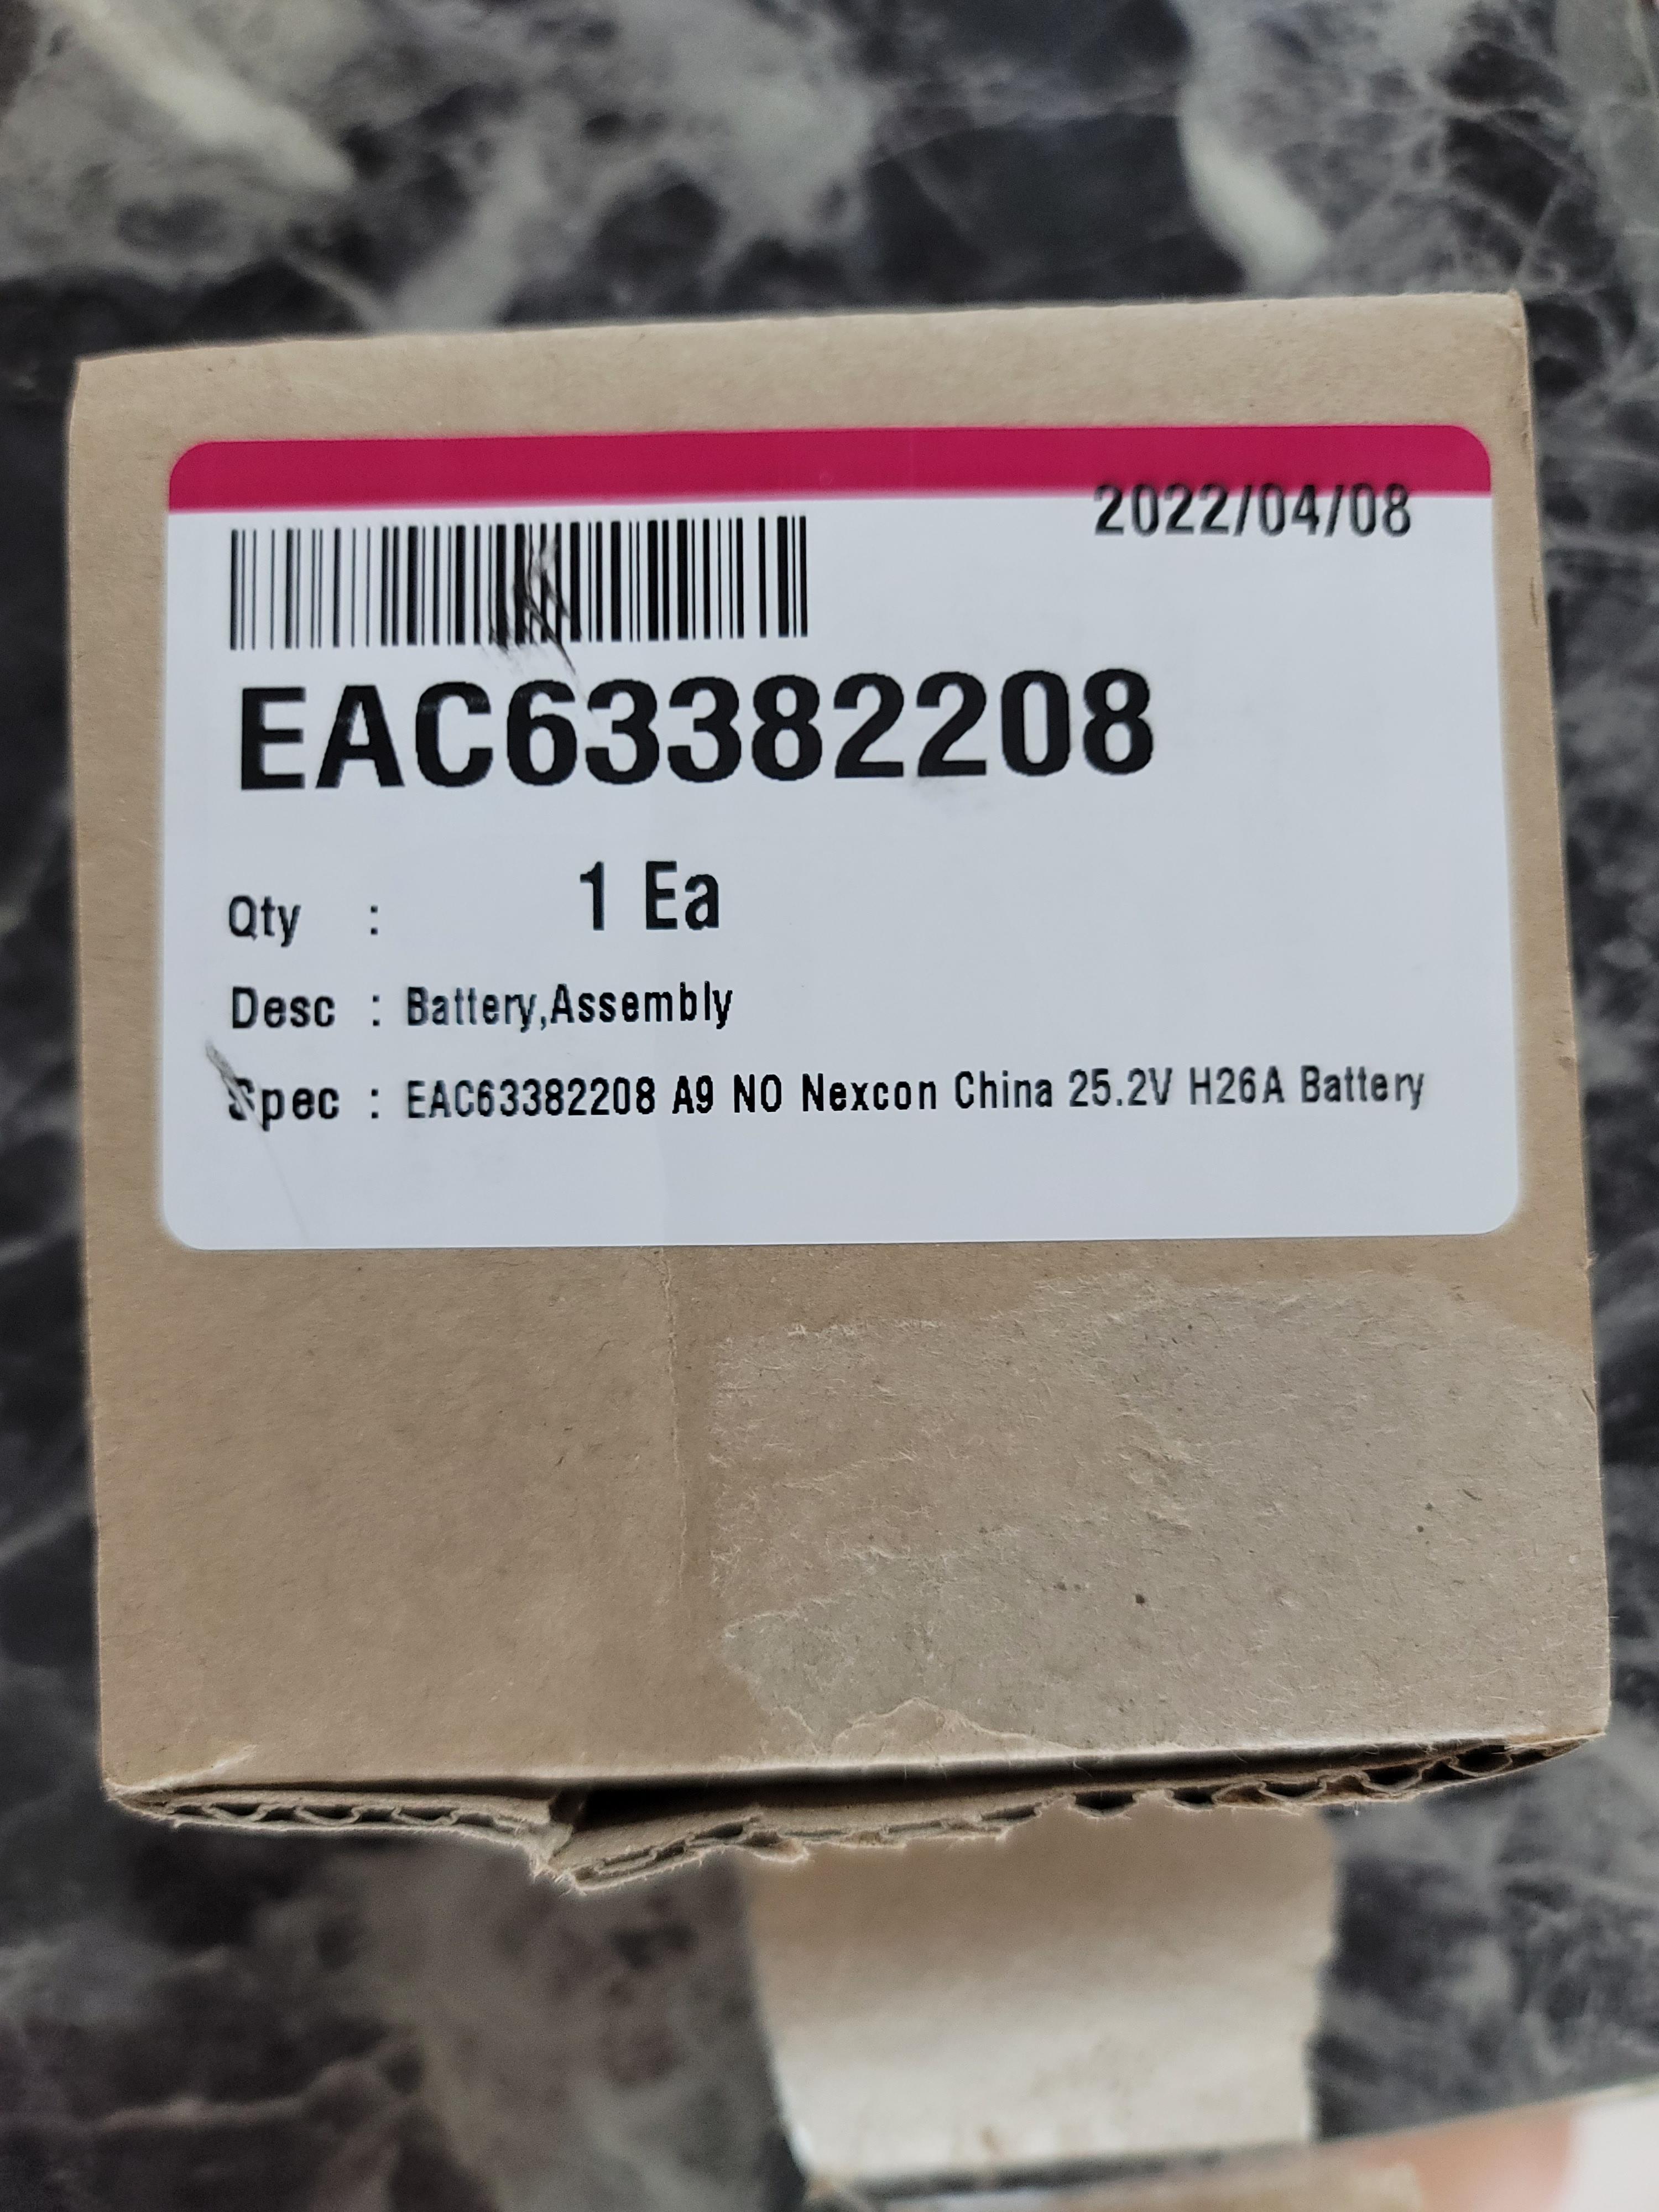 2022/04/08
EAC63382208
Qty : 1 Ea
Desc : Battery,Assembly
Spec : EAC63382208 A9 NO Nexcon China 25.2V H26A Battery